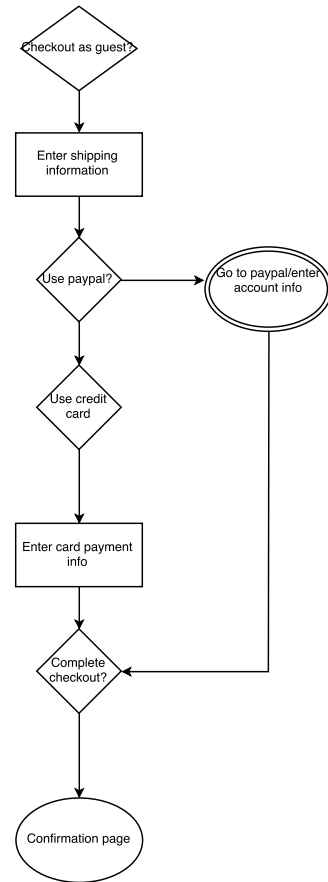 Checkout as guest?
Enter shipping
information
Use paypal?
Go to paypal/enter
account info
Use credit
card
Enter card payment
info
Complete
checkout?
Confirmation page